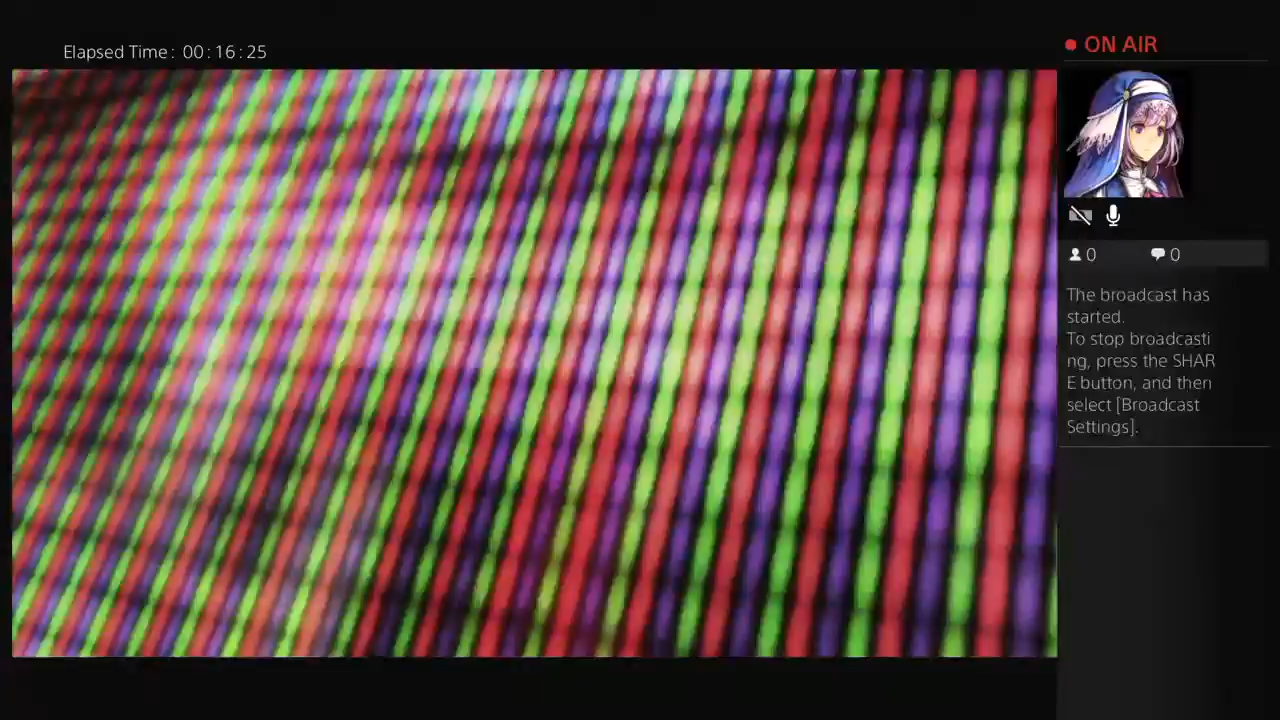 Elapsed Time: 00:16:25
ON AIR
0
0
The broadcast has
started.
To stop broadcasti
ng, press the SHAR
E button, and then
select [Broadcast
Settings].